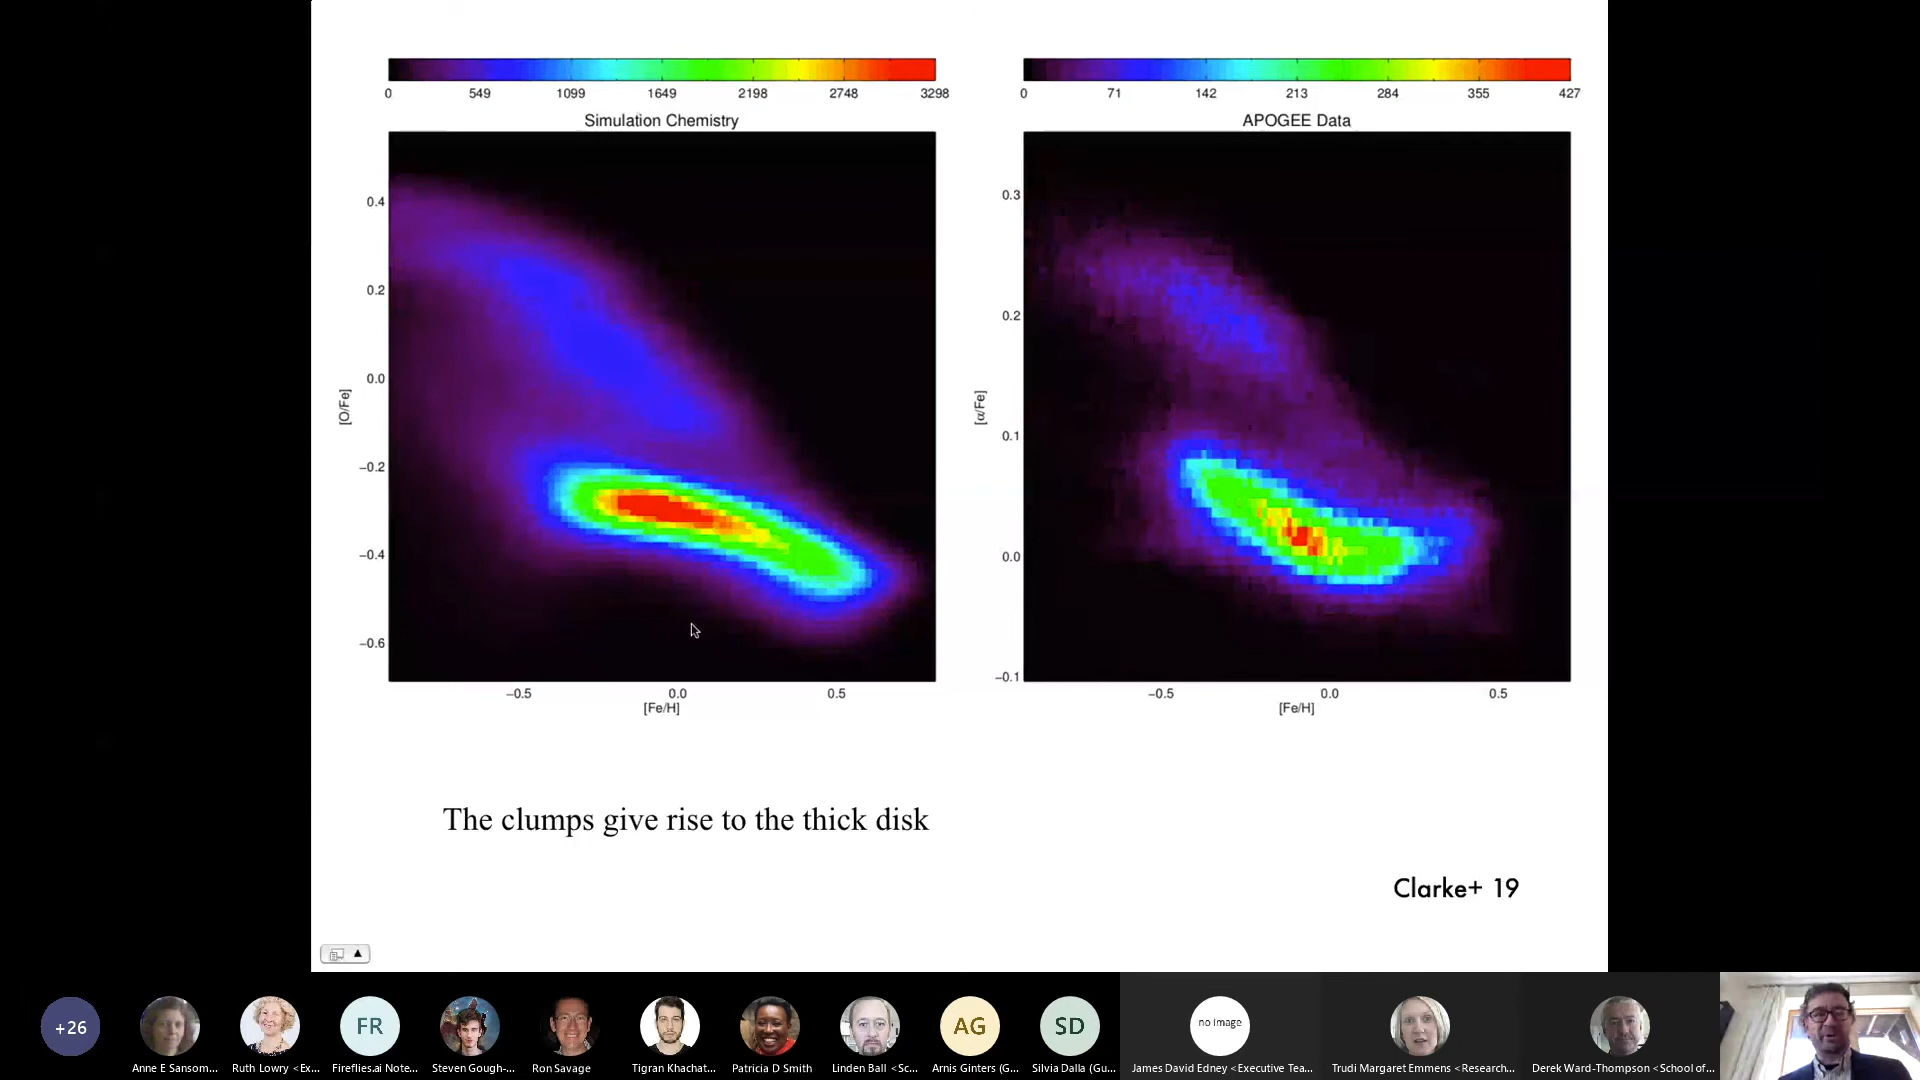 0 549 1099 1649 2198 2748 3298
0 71 142 213 284 355 427
Simulation Chemistry
APOGEE Data
0.4
0.2
0.0
−0.2
−0.4
−0.6
[O/Fe]
−0.5 0.0 0.5
[Fe/H]
0.3
0.2
0.1
0.0
−0.1
[α/Fe]
−0.5 0.0 0.5
[Fe/H]
The clumps give rise to the thick disk
Clarke+ 19
+26
FR
AG
SD
no image
Anne E Sansom...
Ruth Lowry <Ex...
Fireflies.ai Note...
Steven Gough-...
Ron Savage
Tigran Khachat...
Patricia D Smith
Linden Ball <Sc...
Arnis Ginters (G...
Silvia Dalla (Gu...
James David Edney <Executive Tea...
Trudi Margaret Emmens <Research...
Derek Ward-Thompson <School of...